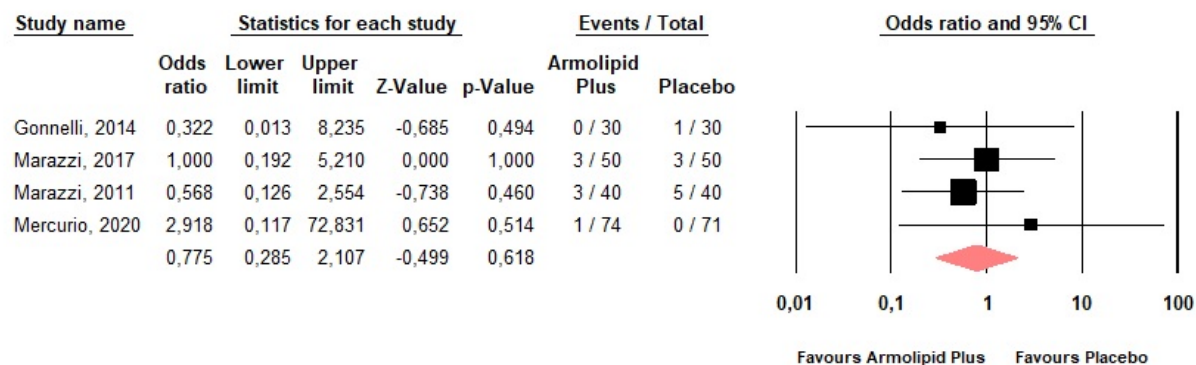 Study name Statistics for each study Events / Total Odds ratio and 95% CI
Odds Lower Upper Armolipid
ratio limit limit Z-Value p-Value Plus Placebo
Gonnelli, 2014 0,322 0,013 8,235 -0,685 0,494 0 / 30 1 / 30
Marazzi, 2017 1,000 0,192 5,210 0,000 1,000 3 / 50 3 / 50
Marazzi, 2011 0,568 0,126 2,554 -0,738 0,460 3 / 40 5 / 40
Mercurio, 2020 2,918 0,117 72,831 0,652 0,514 1 / 74 0 / 71
0,775 0,285 2,107 -0,499 0,618
0,01 0,1 1 10 100
Favours Armolipid Plus Favours Placebo